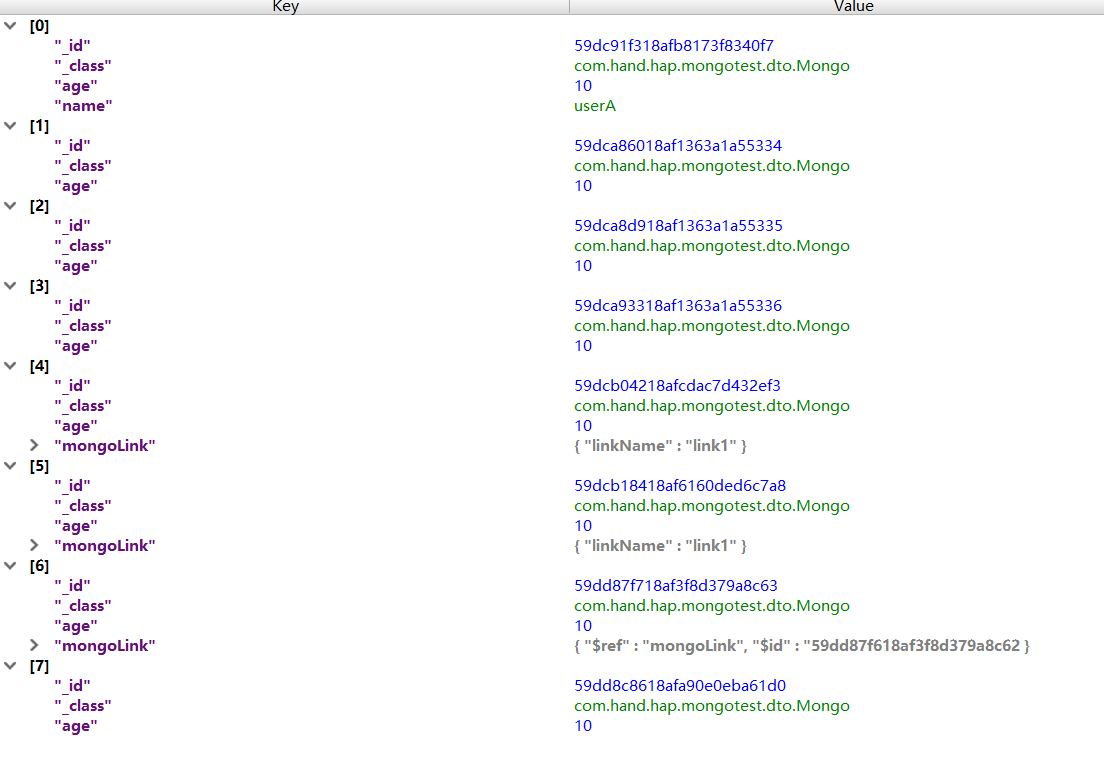 Key Value
[0]
"_id" 59dc91f318afb8173f8340f7
"_class" com.hand.hap.mongotest.dto.Mongo
"age" 10
"name" userA
[1]
"_id" 59dca86018af1363a1a55334
"_class" com.hand.hap.mongotest.dto.Mongo
"age" 10
[2]
"_id" 59dca8d918af1363a1a55335
"_class" com.hand.hap.mongotest.dto.Mongo
"age" 10
[3]
"_id" 59dca93318af1363a1a55336
"_class" com.hand.hap.mongotest.dto.Mongo
"age" 10
[4]
"_id" 59dcb04218afcdac7d432ef3
"_class" com.hand.hap.mongotest.dto.Mongo
"age" 10
"mongoLink" { "linkName" : "link1" }
[5]
"_id" 59dcb18418af6160ded6c7a8
"_class" com.hand.hap.mongotest.dto.Mongo
"age" 10
"mongoLink" { "linkName" : "link1" }
[6]
"_id" 59dd87f718af3f8d379a8c63
"_class" com.hand.hap.mongotest.dto.Mongo
"age" 10
"mongoLink" { "$ref" : "mongoLink", "$id" : "59dd87f618af3f8d379a8c62 }
[7]
"_id" 59dd8c8618afa90e0eba61d0
"_class" com.hand.hap.mongotest.dto.Mongo
"age" 10